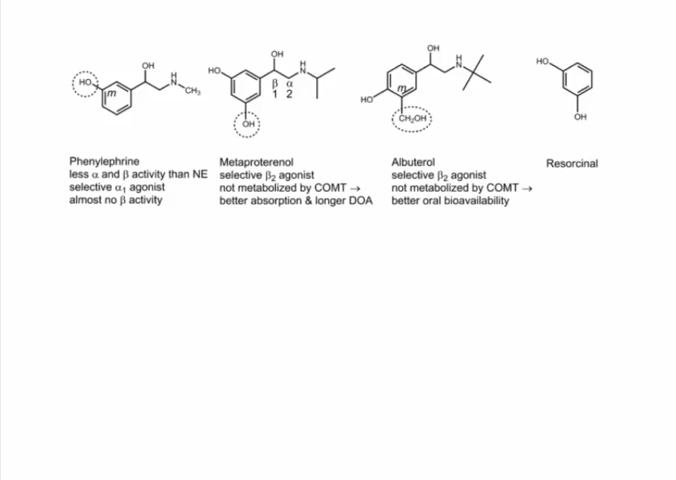 OH
HO
m
H
N
CH3
OH
HO
H
N
β α
1 2
OH
OH
H
N
m
HO
CH2OH
HO
OH
Phenylephrine
less α and β activity than NE
selective α1 agonist
almost no β activity
Metaproterenol
selective β2 agonist
not metabolized by COMT →
better absorption & longer DOA
Albuterol
selective β2 agonist
not metabolized by COMT →
better oral bioavailability
Resorcinal